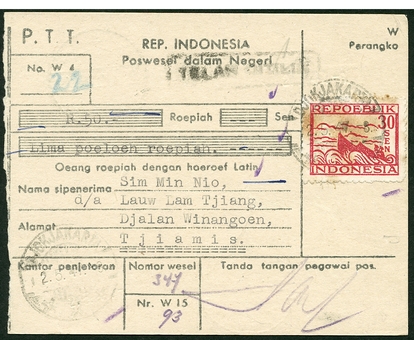 P. T. T.
REP. INDONESIA
Poswesel dalam Negeri
W
Perangko
No. W 4
22
TELAH
R.50.- Roepiah Sen
Lima poeloeh roepiah.
Oeang roepiah dengan haeroef Latin
Nama sipenerima Sim Min Nio,
d/a Lauw Lam Tjiang,
Alamat Djalan Winangoen,
Tjiamis.
REPOEBLIK
30
SEN
INDONESIA
Kantor penjetoran
Nomor wesel
347
Nr. W 15
93
Tanda tangan pegawai pos.